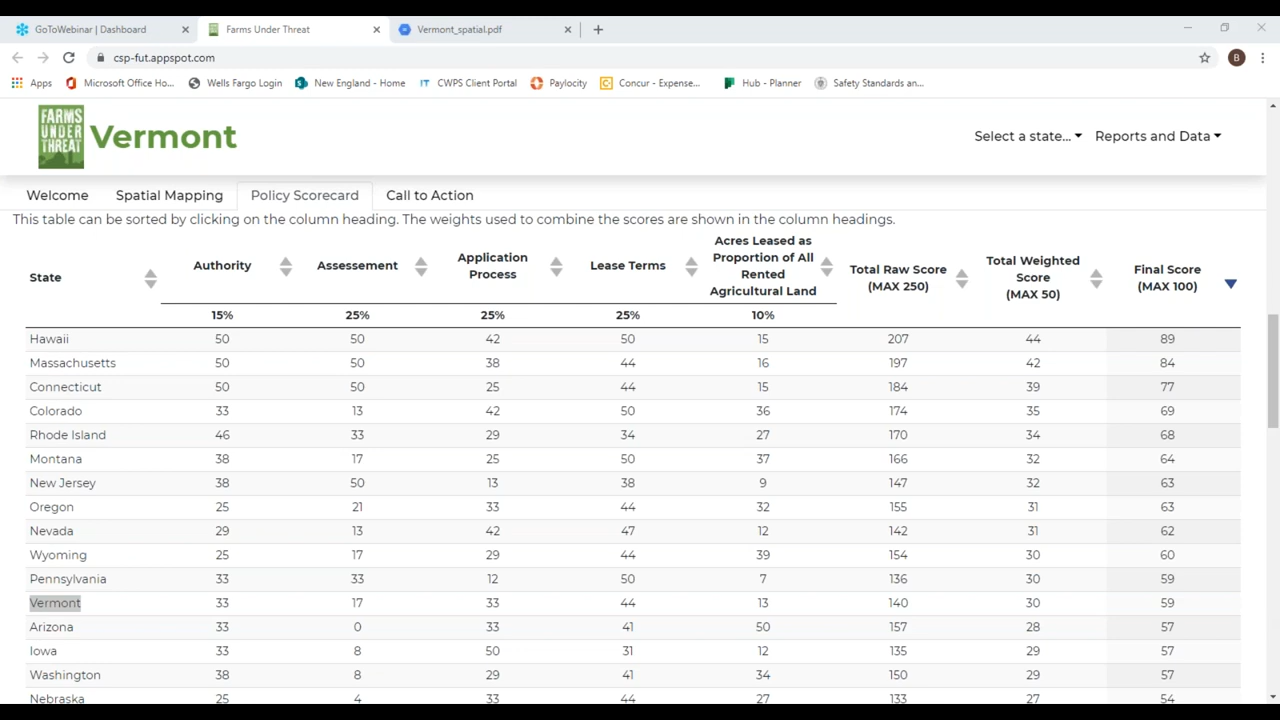 GoToWebinar | Dashboard
Farms Under Threat
Vermont_spatial.pdf
csp-fut.appspot.com
B
Apps
Microsoft Office Ho...
Wells Fargo Login
New England - Home
IT CWPS Client Portal
Paylocity
C Concur - Expense...
Hub - Planner
Safety Standards an...
FARMS
UNDER
THREAT
Vermont
Select a state...
Reports and Data
Welcome
Spatial Mapping
Policy Scorecard
Call to Action
This table can be sorted by clicking on the column heading. The weights used to combine the scores are shown in the column headings.
State
Authority
Assessement
Application
Process
Lease Terms
Acres Leased as
Proportion of All
Rented
Agricultural Land
Total Raw Score
(MAX 250)
Total Weighted
Score
(MAX 50)
Final Score
(MAX 100)
15% 25% 25% 25% 10%
Hawaii 50 50 42 50 15 207 44 89
Massachusetts 50 50 38 44 16 197 42 84
Connecticut 50 50 25 44 15 184 39 77
Colorado 33 13 42 50 36 174 35 69
Rhode Island 46 33 29 34 27 170 34 68
Montana 38 17 25 50 37 166 32 64
New Jersey 38 50 13 38 9 147 32 63
Oregon 25 21 33 44 32 155 31 63
Nevada 29 13 42 47 12 142 31 62
Wyoming 25 17 29 44 39 154 30 60
Pennsylvania 33 33 12 50 7 136 30 59
Vermont 33 17 33 44 13 140 30 59
Arizona 33 0 33 41 50 157 28 57
Iowa 33 8 50 31 12 135 29 57
Washington 38 8 29 41 34 150 29 57
Nebraska 25 4 33 44 27 133 27 54